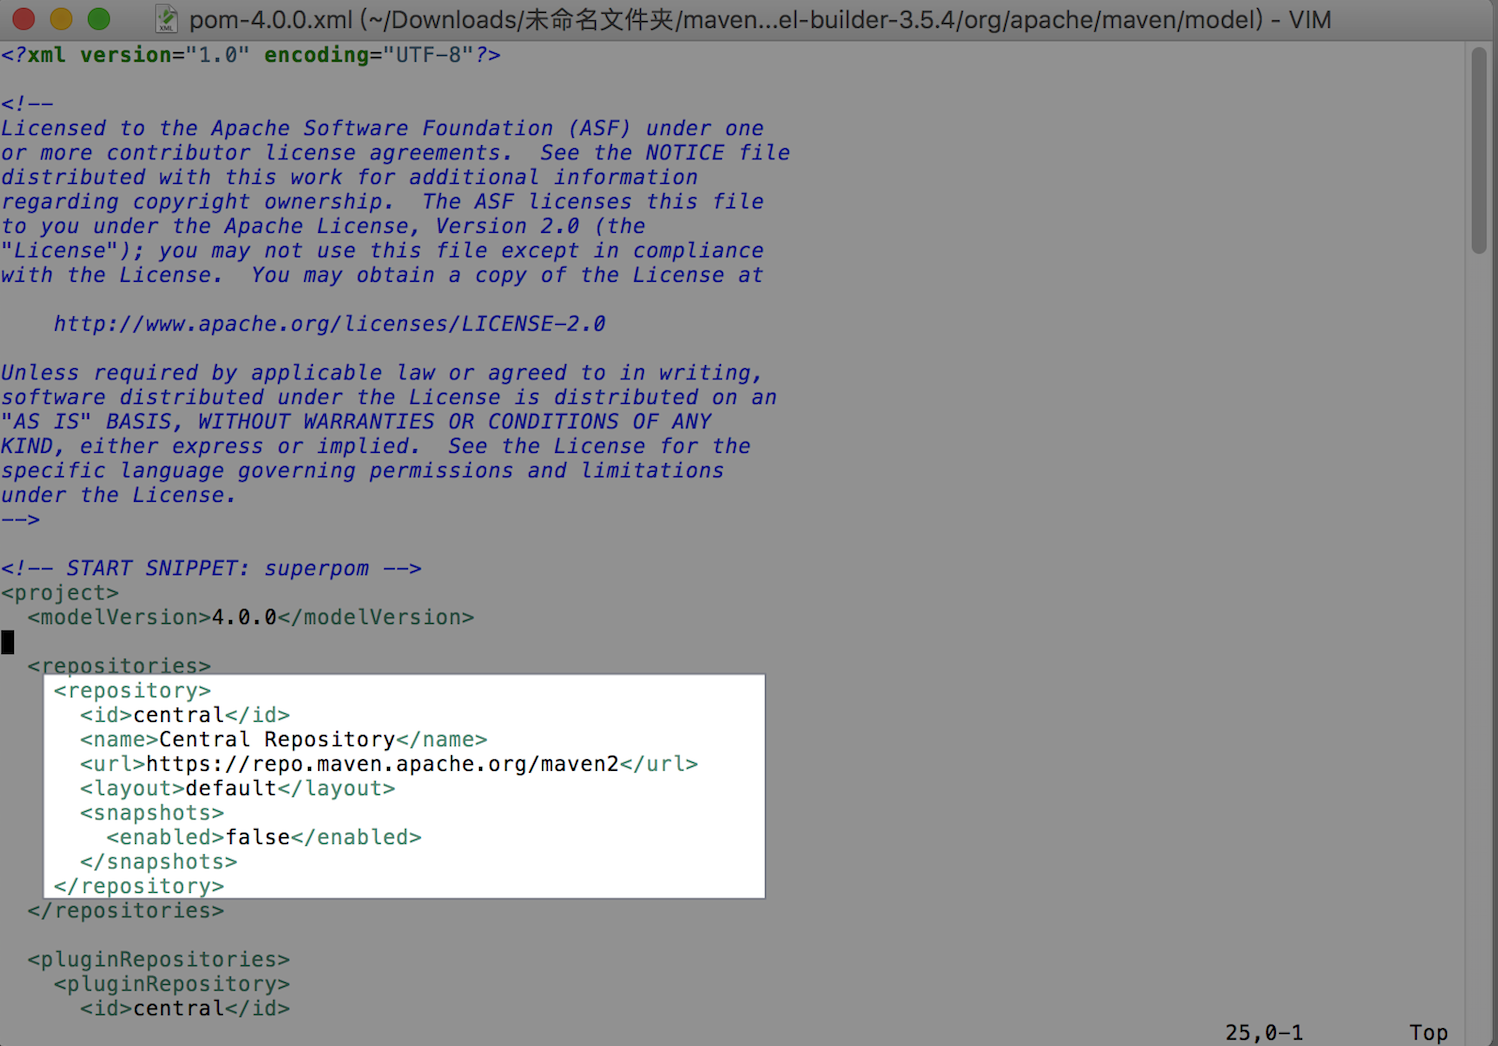 pom-4.0.0.xml (~/Downloads/未命名文件夹/maven...el-builder-3.5.4/org/apache/maven/model) - VIM
<?xml version="1.0" encoding="UTF-8"?>
<!--
Licensed to the Apache Software Foundation (ASF) under one
or more contributor license agreements.  See the NOTICE file
distributed with this work for additional information
regarding copyright ownership.  The ASF licenses this file
to you under the Apache License, Version 2.0 (the
"License"); you may not use this file except in compliance
with the License.  You may obtain a copy of the License at
    http://www.apache.org/licenses/LICENSE-2.0
Unless required by applicable law or agreed to in writing,
software distributed under the License is distributed on an
"AS IS" BASIS, WITHOUT WARRANTIES OR CONDITIONS OF ANY
KIND, either express or implied.  See the License for the
specific language governing permissions and limitations
under the License.
-->
<!-- START SNIPPET: superpom -->
<project>
  <modelVersion>4.0.0</modelVersion>
  <repositories>
    <repository>
      <id>central</id>
      <name>Central Repository</name>
      <url>https://repo.maven.apache.org/maven2</url>
      <layout>default</layout>
      <snapshots>
        <enabled>false</enabled>
      </snapshots>
    </repository>
  </repositories>
  <pluginRepositories>
    <pluginRepository>
      <id>central</id>
25,0-1 Top